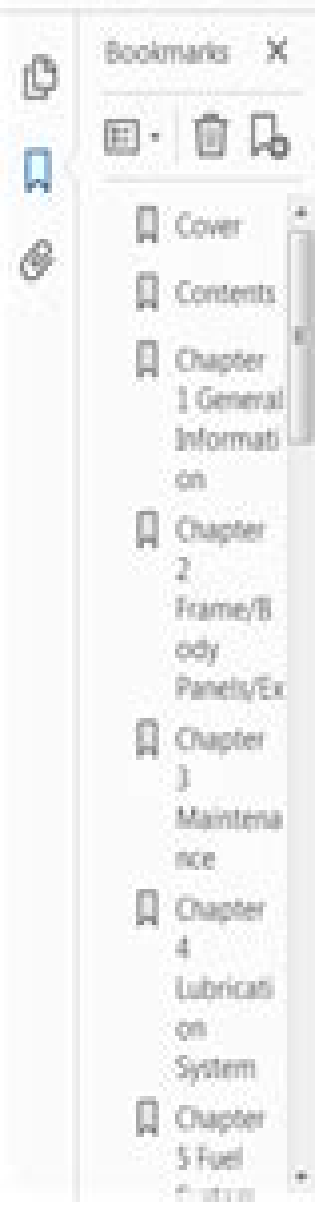 Bookmarks
Cover
Contents
Chapter
1 General
Informati
on
Chapter
2
Frame/B
ody
Panels/Ex
Chapter
3
Maintena
nce
Chapter
4
Lubricati
on
System
Chapter
5 Fuel